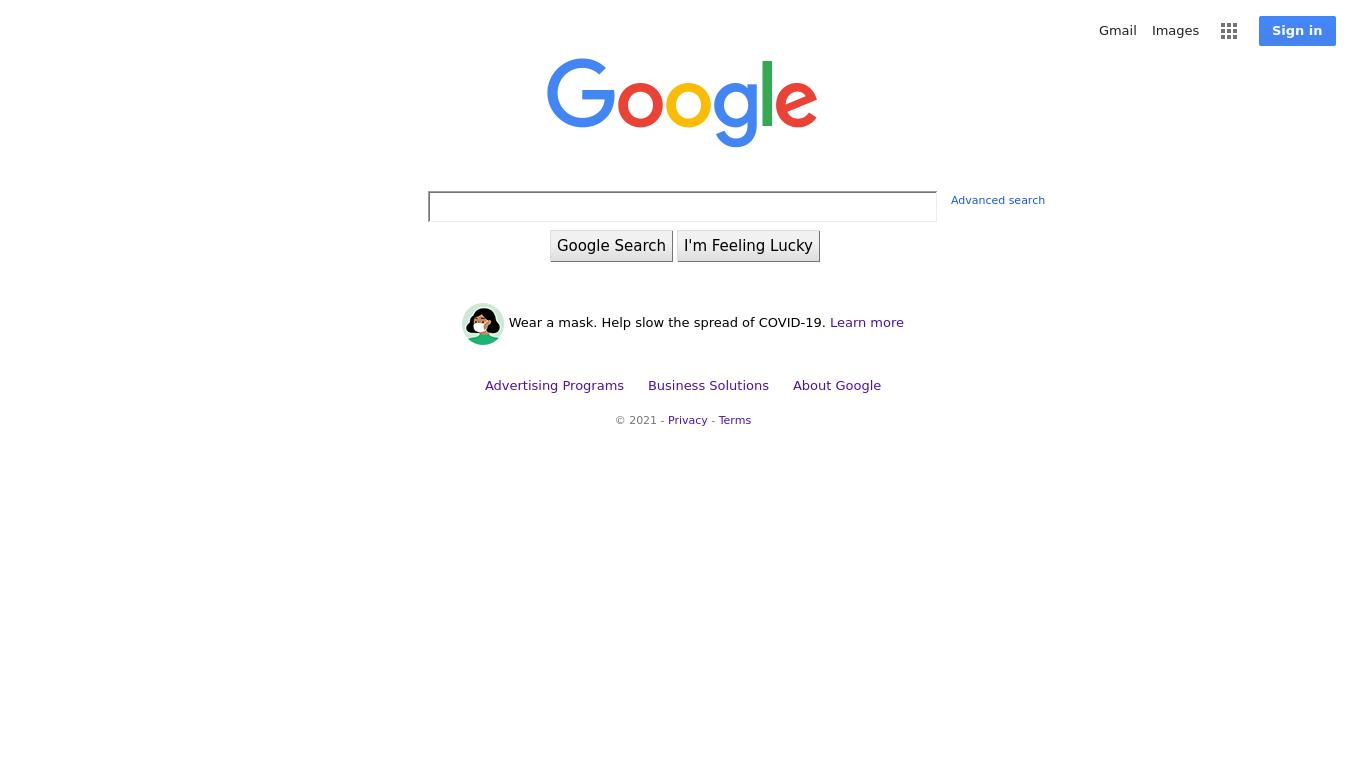 Gmail Images Sign in
Google
Advanced search
Google Search I'm Feeling Lucky
Wear a mask. Help slow the spread of COVID-19. Learn more
Advertising Programs Business Solutions About Google
© 2021 - Privacy - Terms